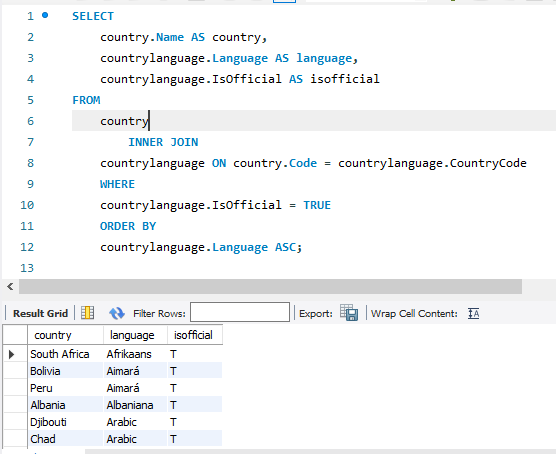 1 SELECT
2 country.Name AS country,
3 countrylanguage.Language AS language,
4 countrylanguage.IsOfficial AS isofficial
5 FROM
6 country
7 INNER JOIN
8 countrylanguage ON country.Code = countrylanguage.CountryCode
9 WHERE
10 countrylanguage.IsOfficial = TRUE
11 ORDER BY
12 countrylanguage.Language ASC;
13
Result Grid Filter Rows: Export: Wrap Cell Content: IA
country language isofficial
South Africa Afrikaans T
Bolivia Aimará T
Peru Aimará T
Albania Albaniana T
Djibouti Arabic T
Chad Arabic T